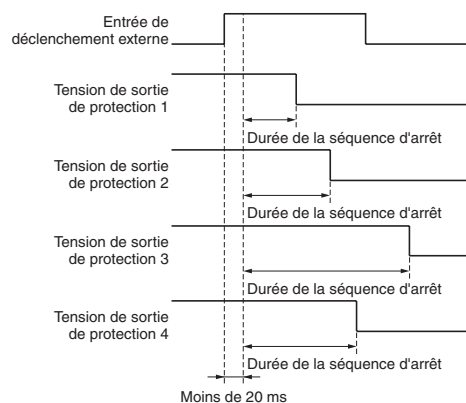 Entrée de
déclenchement externe
Tension de sortie
de protection 1
Durée de la séquence d'arrêt
Tension de sortie
de protection 2
Durée de la séquence d'arrêt
Tension de sortie
de protection 3
Durée de la séquence d'arrêt
Tension de sortie
de protection 4
Durée de la séquence d'arrêt
Moins de 20 ms